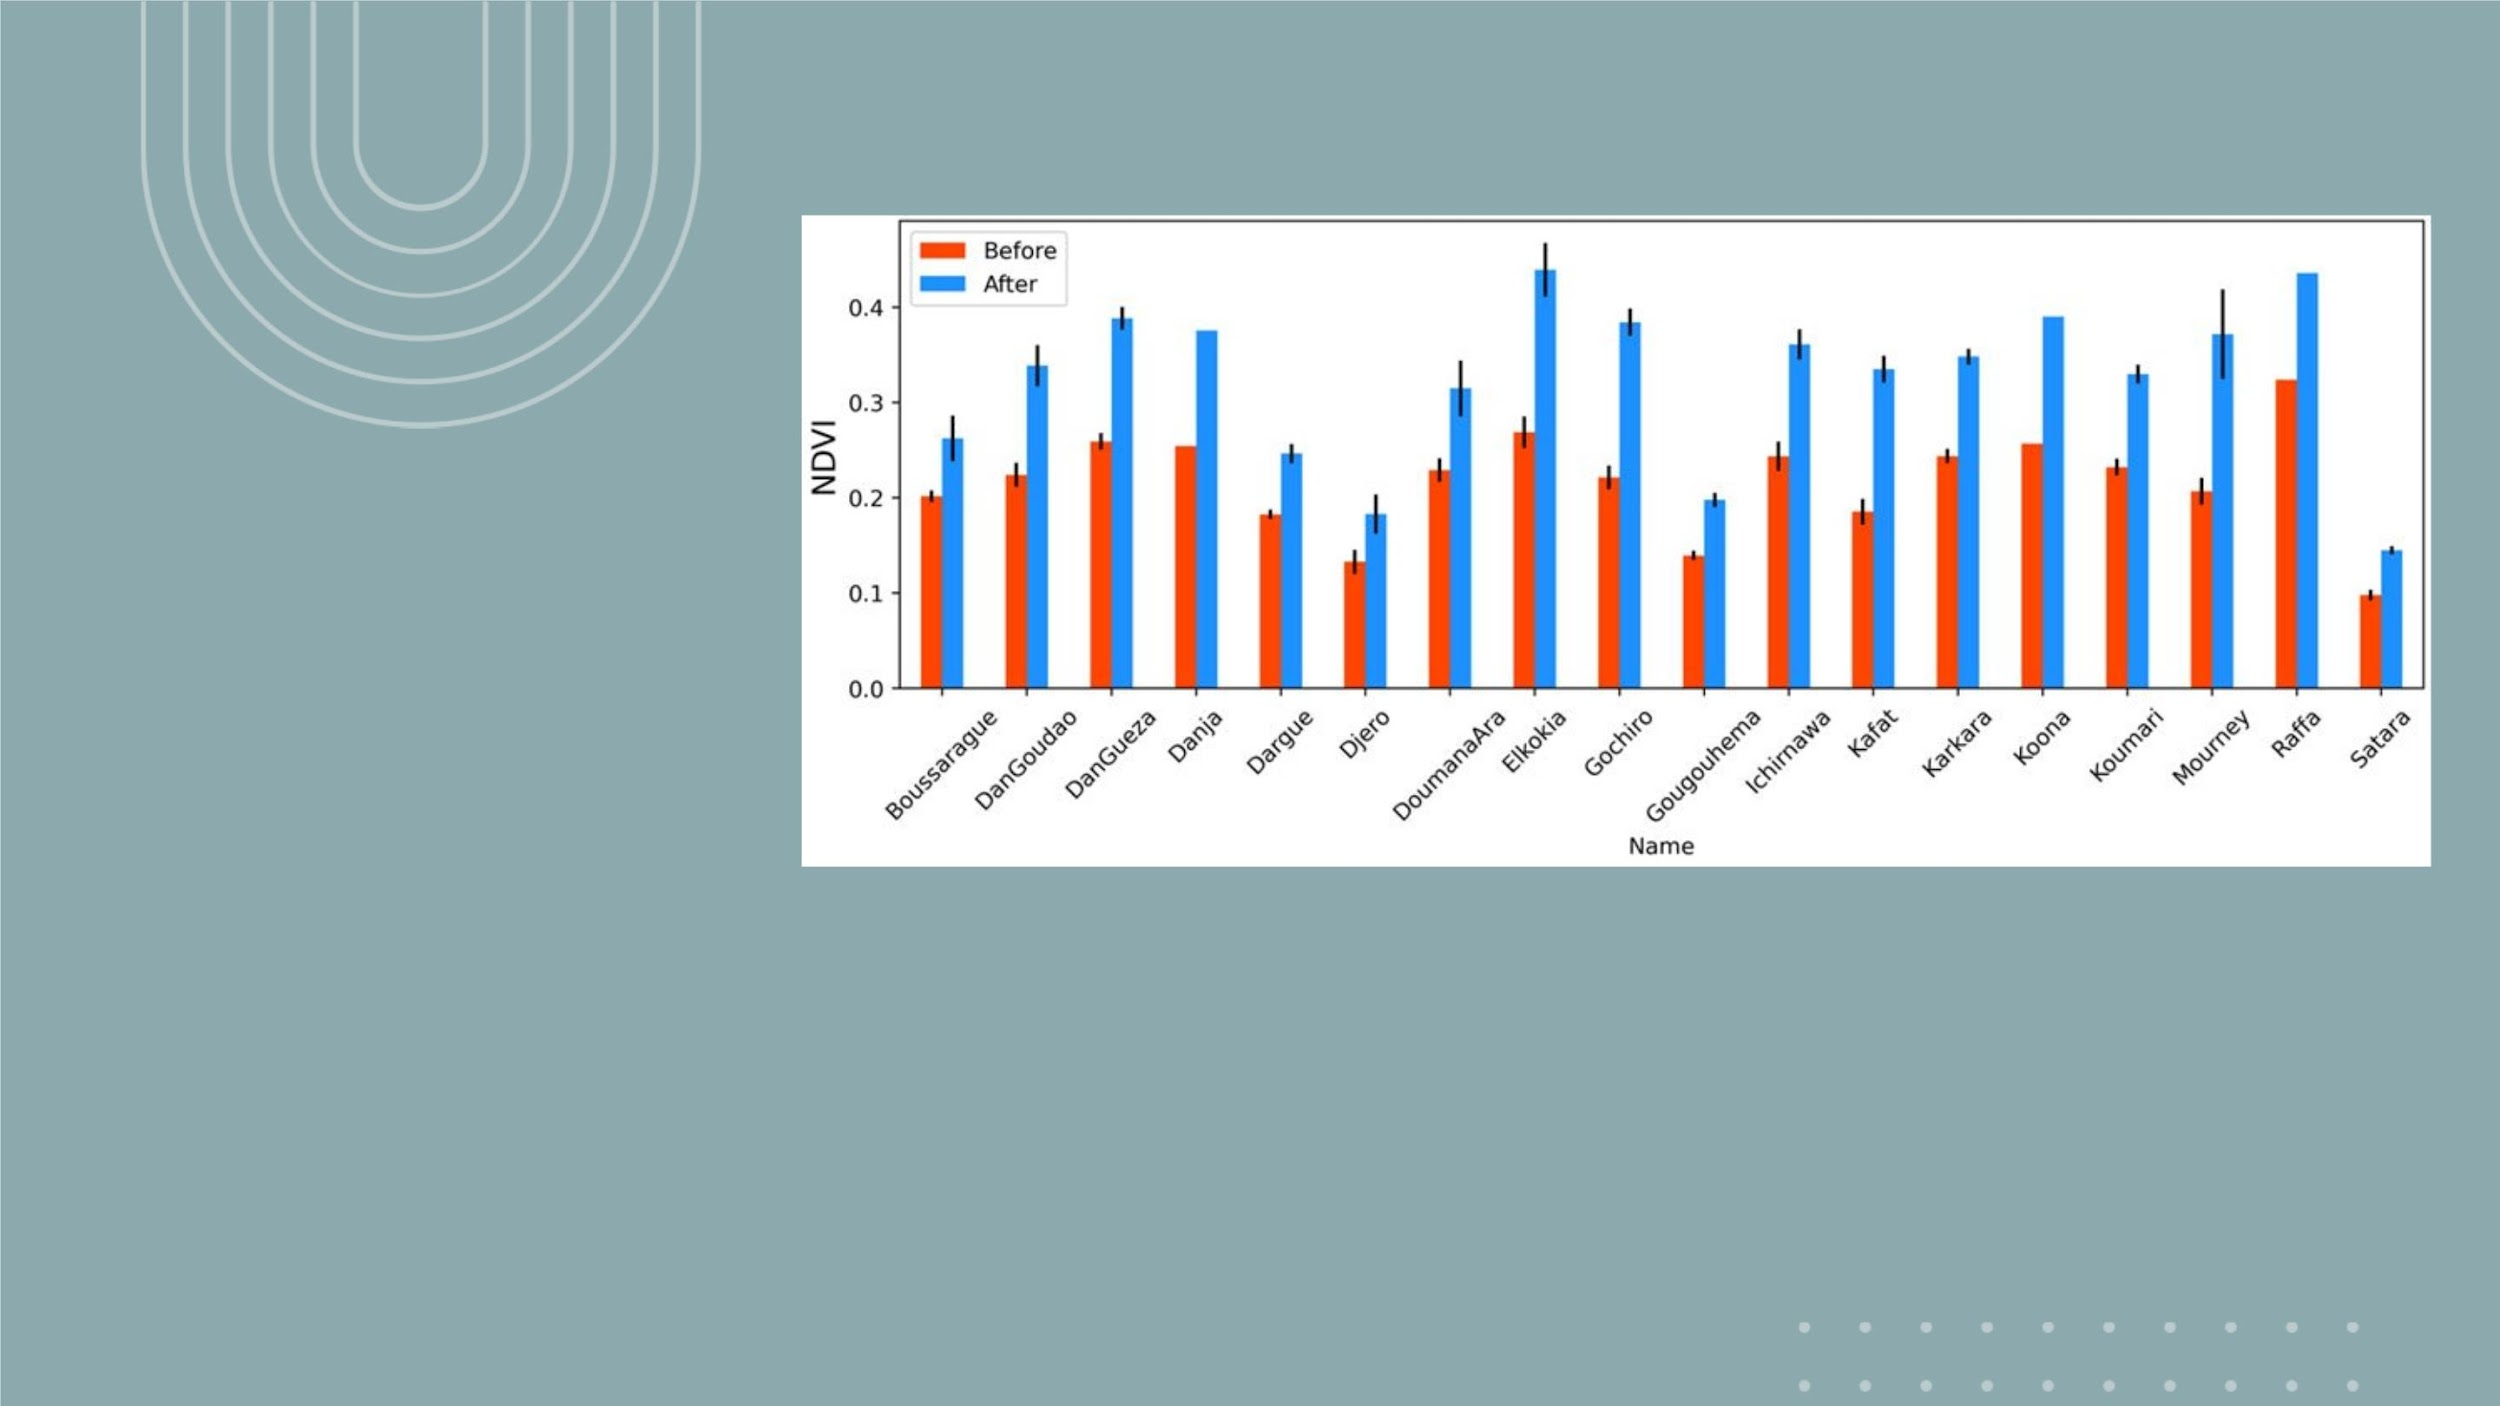 Before
After
0.4
0.3
0.2
0.1
0.0
NDVI
Boussarague
DanGoudao
DanGueza
Danja
Dargue
Djero
DoumanaAra
Elkokia
Gochiro
Gougouhema
Ichirnawa
Kafat
Karkara
Koona
Koumari
Mourney
Raffa
Satara
Name